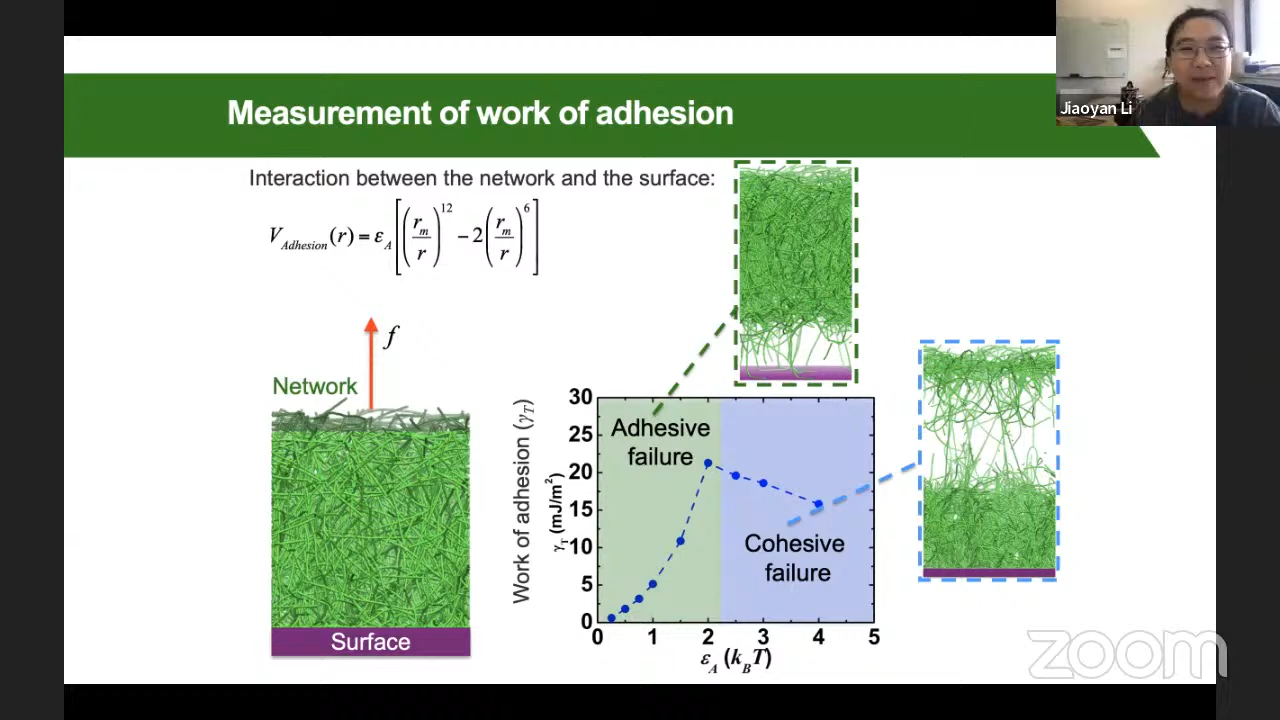 Jiaoyan Li
Measurement of work of adhesion
Interaction between the network and the surface:
V_Adhesion (r) = ε_A [ (r_m / r)^12 − 2 (r_m / r)^6 ]
f
Network
Surface
Work of adhesion (γ_T)
γ_T (mJ/m²)
30
25
20
15
10
5
0
Adhesive
failure
Cohesive
failure
0 1 2 3 4 5
ε_A (k_BT)
zoom